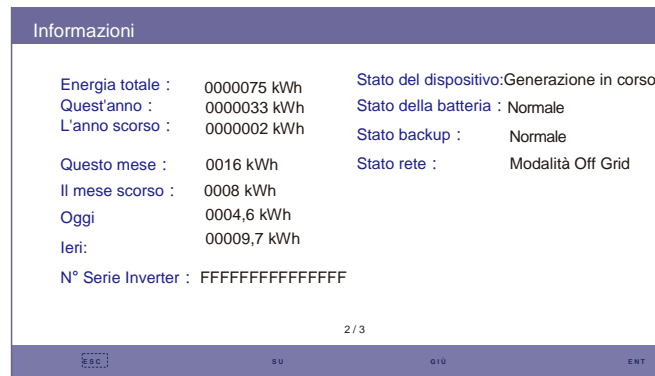 Informazioni
Energia totale : 0000075 kWh
Quest'anno : 0000033 kWh
L'anno scorso : 0000002 kWh
Questo mese : 0016 kWh
Il mese scorso : 0008 kWh
Oggi 0004,6 kWh
Ieri: 00009,7 kWh
N° Serie Inverter : FFFFFFFFFFFFFFF
Stato del dispositivo:Generazione in corso
Stato della batteria : Normale
Stato backup : Normale
Stato rete : Modalità Off Grid
2 / 3
ESC SU GIÙ ENT